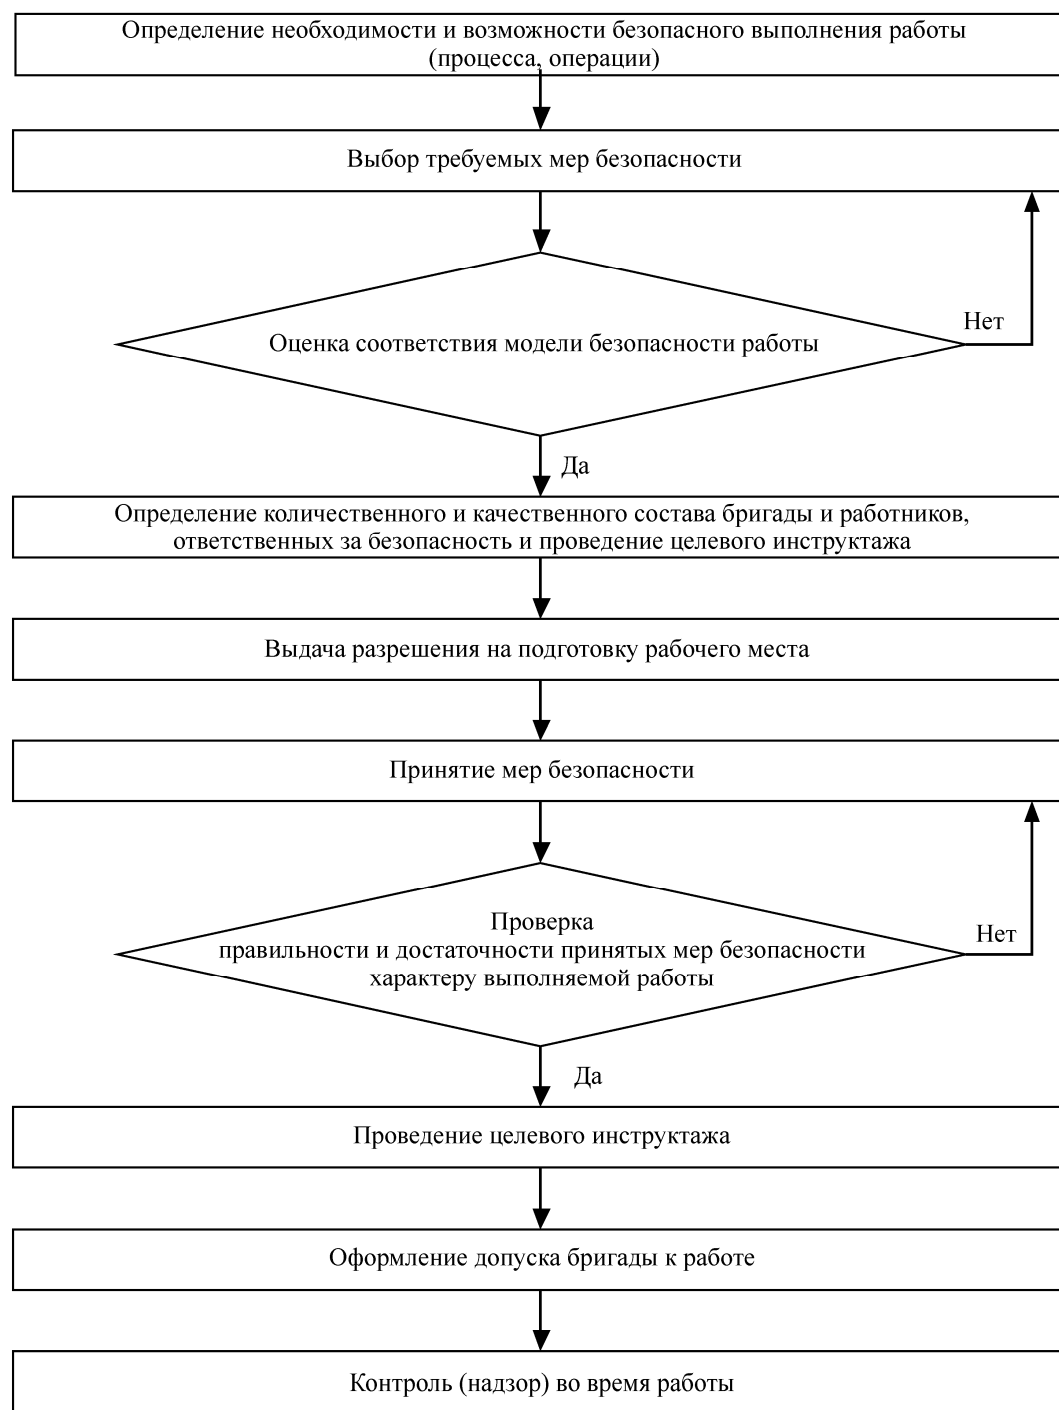 Определение необходимости и возможности безопасного выполнения работы
(процесса, операции)
Выбор требуемых мер безопасности
Нет
Оценка соответствия модели безопасности работы
Да
Определение количественного и качественного состава бригады и работников,
ответственных за безопасность и проведение целевого инструктажа
Выдача разрешения на подготовку рабочего места
Принятие мер безопасности
Проверка
Нет
правильности и достаточности принятых мер безопасности
характеру выполняемой работы
Да
Проведение целевого инструктажа
Оформление допуска бригады к работе
Контроль (надзор) во время работы